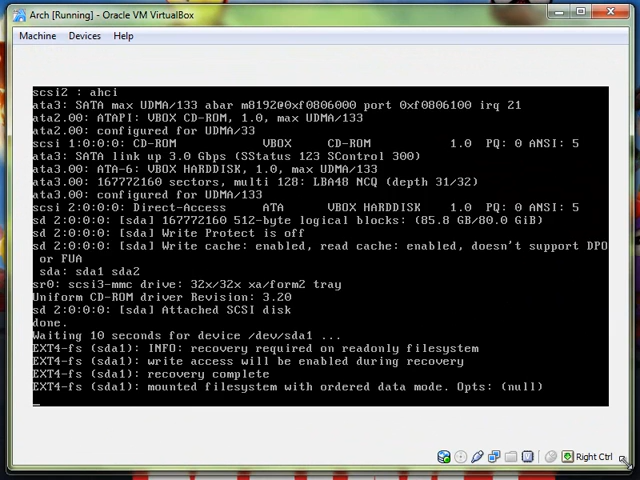 Arch [Running] - Oracle VM VirtualBox
Machine Devices Help
scsi2 : ahci
ata3: SATA max UDMA/133 abar m8192@0xf0806000 port 0xf0806100 irq 21
ata2.00: ATAPI: VBOX CD-ROM, 1.0, max UDMA/133
ata2.00: configured for UDMA/33
scsi 1:0:0:0: CD-ROM VBOX CD-ROM 1.0 PQ: 0 ANSI: 5
ata3: SATA link up 3.0 Gbps (SStatus 123 SControl 300)
ata3.00: ATA-6: VBOX HARDDISK, 1.0, max UDMA/133
ata3.00: 167772160 sectors, multi 128: LBA48 NCQ (depth 31/32)
ata3.00: configured for UDMA/133
scsi 2:0:0:0: Direct-Access ATA VBOX HARDDISK 1.0 PQ: 0 ANSI: 5
sd 2:0:0:0: [sda] 167772160 512-byte logical blocks: (85.8 GB/80.0 GiB)
sd 2:0:0:0: [sda] Write Protect is off
sd 2:0:0:0: [sda] Write cache: enabled, read cache: enabled, doesn't support DPO
or FUA
sda: sda1 sda2
sr0: scsi3-mmc drive: 32x/32x xa/form2 tray
Uniform CD-ROM driver Revision: 3.20
sd 2:0:0:0: [sda] Attached SCSI disk
done.
Waiting 10 seconds for device /dev/sda1 ...
EXT4-fs (sda1): INFO: recovery required on readonly filesystem
EXT4-fs (sda1): write access will be enabled during recovery
EXT4-fs (sda1): recovery complete
EXT4-fs (sda1): mounted filesystem with ordered data mode. Opts: (null)
_
Right Ctrl